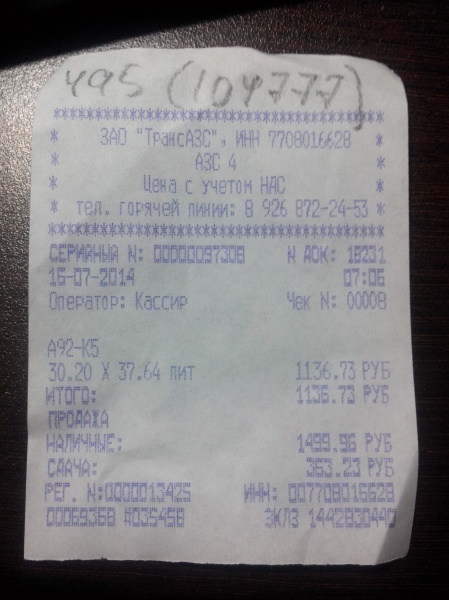 495 (104777)
************************************
* ЗАО "ТрансАЗС", ИНН 7708016628 *
* АЗС 4 *
* Цена с учетом НДС *
* тел. горячей линии: 8 926 872-24-53 *
************************************
СЕРИЙНЫЙ N: 00000097308 N ДОК: 16231
16-07-2014 07:06
Оператор: Кассир Чек N: 00008
А92-К5
30.20 X 37.64 лит 1136.73 РУБ
ИТОГО: 1136.73 РУБ
ПРОДАЖА
НАЛИЧНЫЕ: 1499.96 РУБ
СДАЧА: 363.23 РУБ
РЕГ. N:0000013425 ИНН: 007708016628
00069368 #035458 ЭКЛЗ 1442830440